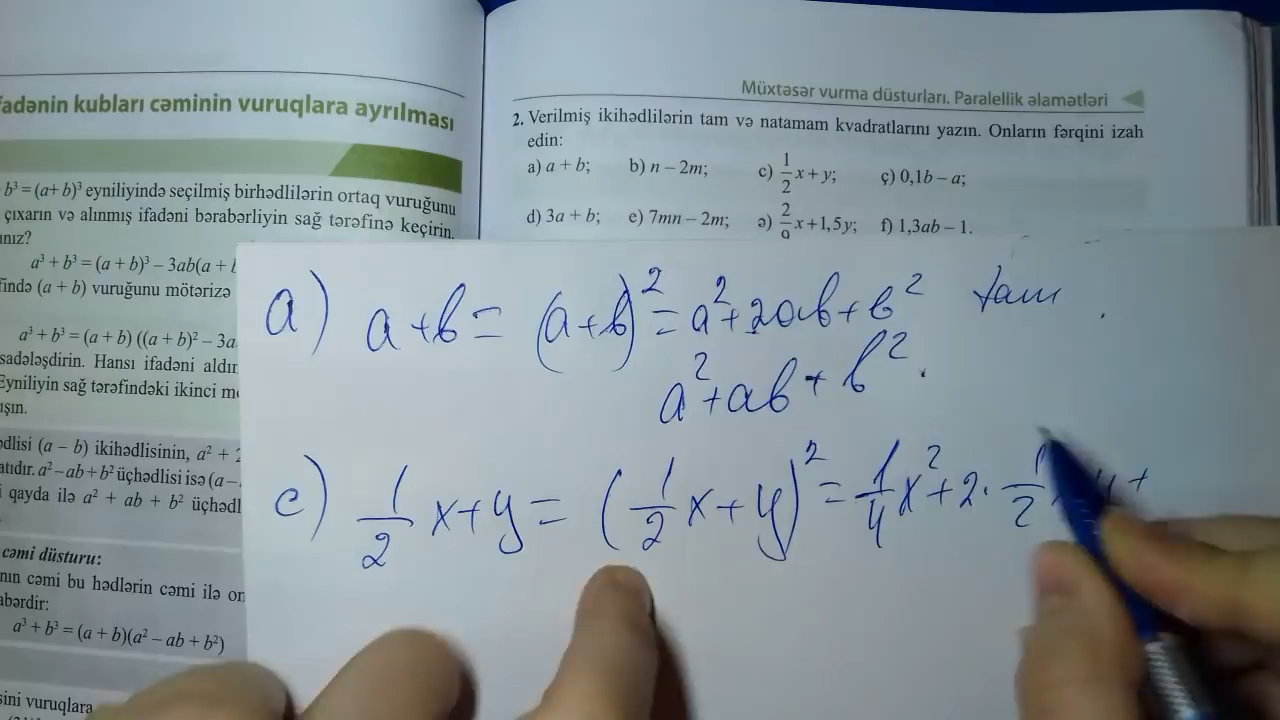 fadənin kubları cəminin vuruqlara ayrılması
b³ = (a+ b)³ eyniliyində seçilmiş birhədlilərin ortaq vuruğunu
çıxarın və alınmış ifadəni bərabərliyin sağ tərəfinə keçirin.
nız?
a³ + b³ = (a + b)³ – 3ab(a +
fində (a + b) vuruğunu mötərizə
a³ + b³ = (a + b) ((a + b)² – 3a
sadələşdirin. Hansı ifadəni aldır
Eyniliyin sağ tərəfindəki ikinci
ışın.
ədlisi (a – b) ikihədlisinin, a² +
atıdır. a² – ab + b² üçhədlisi isə (a –
i qayda ilə a² + ab + b² üçhədl
cəmi düsturu:
nın cəmi bu hədlərin cəmi ilə
abərdir:
a³ + b³ = (a + b)(a² – ab + b²)
sini vuruqlara
Müxtəsər vurma düsturları. Paralellik əlamətləri
2. Verilmiş ikihədlilərin tam və natamam kvadratlarını yazın. Onların fərqini izah
edin:
a) a + b; b) n – 2m; c) 1/2 x + y; ç) 0,1b – a;
d) 3a + b; e) 7mn – 2m; ə) 2/9 x + 1,5y; f) 1,3ab – 1.
a) a+b = (a+b)² = a²+2ab+b² tam.
a²+ab+b².
c) 1/2 x+y = (1/2 x+y)² = 1/4 x²+2· 1/2 y +